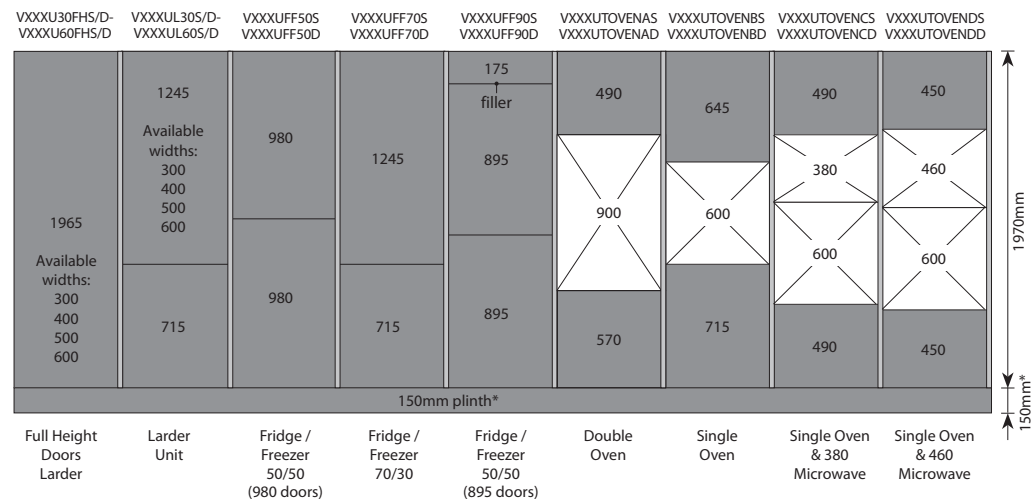 VXXXU30FHS/D-
VXXXU60FHS/D
VXXXUL30S/D-
VXXXUL60S/D
VXXXUFF50S
VXXXUFF50D
VXXXUFF70S
VXXXUFF70D
VXXXUFF90S
VXXXUFF90D
VXXXUTOVENAS
VXXXUTOVENAD
VXXXUTOVENBS
VXXXUTOVENBD
VXXXUTOVENCS
VXXXUTOVENCD
VXXXUTOVENDS
VXXXUTOVENDD
1965
Available
widths:
300
400
500
600
1245
Available
widths:
300
400
500
600
715
980
980
1245
715
175
filler
895
895
490
900
570
645
600
715
490
380
600
490
450
460
600
450
1970mm
150mm*
150mm plinth*
Full Height
Doors
Larder
Larder
Unit
Fridge /
Freezer
50/50
(980 doors)
Fridge /
Freezer
70/30
Fridge /
Freezer
50/50
(895 doors)
Double
Oven
Single
Oven
Single Oven
& 380
Microwave
Single Oven
& 460
Microwave